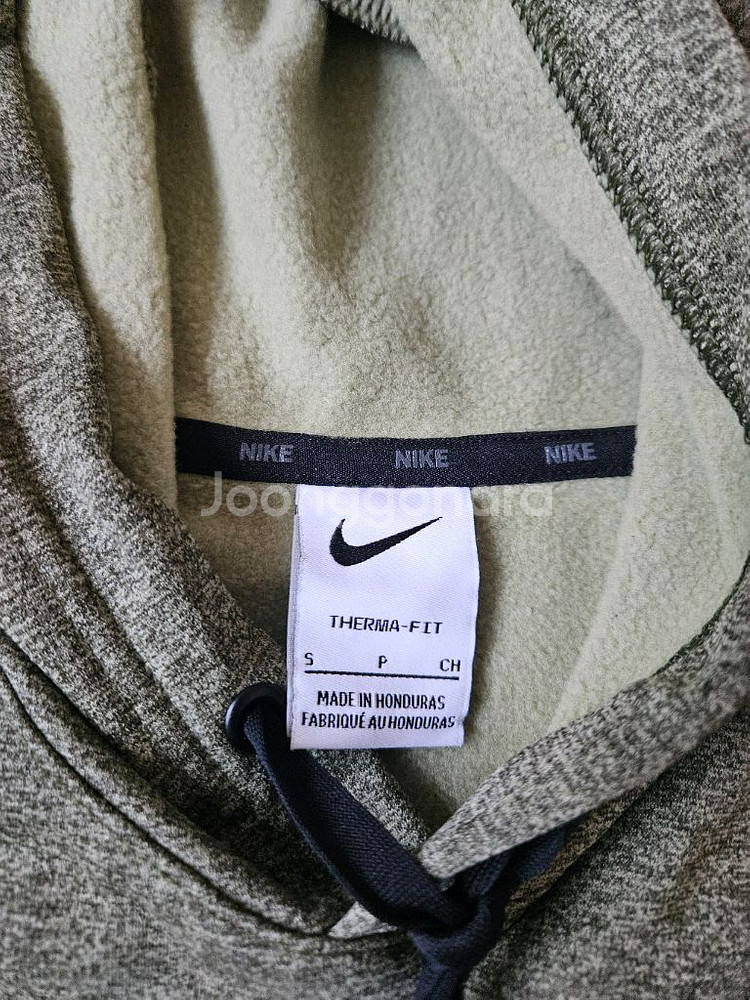 NIKE NIKE NIKE
Joonggonara
THERMA-FIT
S P CH
MADE IN HONDURAS
FABRIQUÉ AU HONDURAS